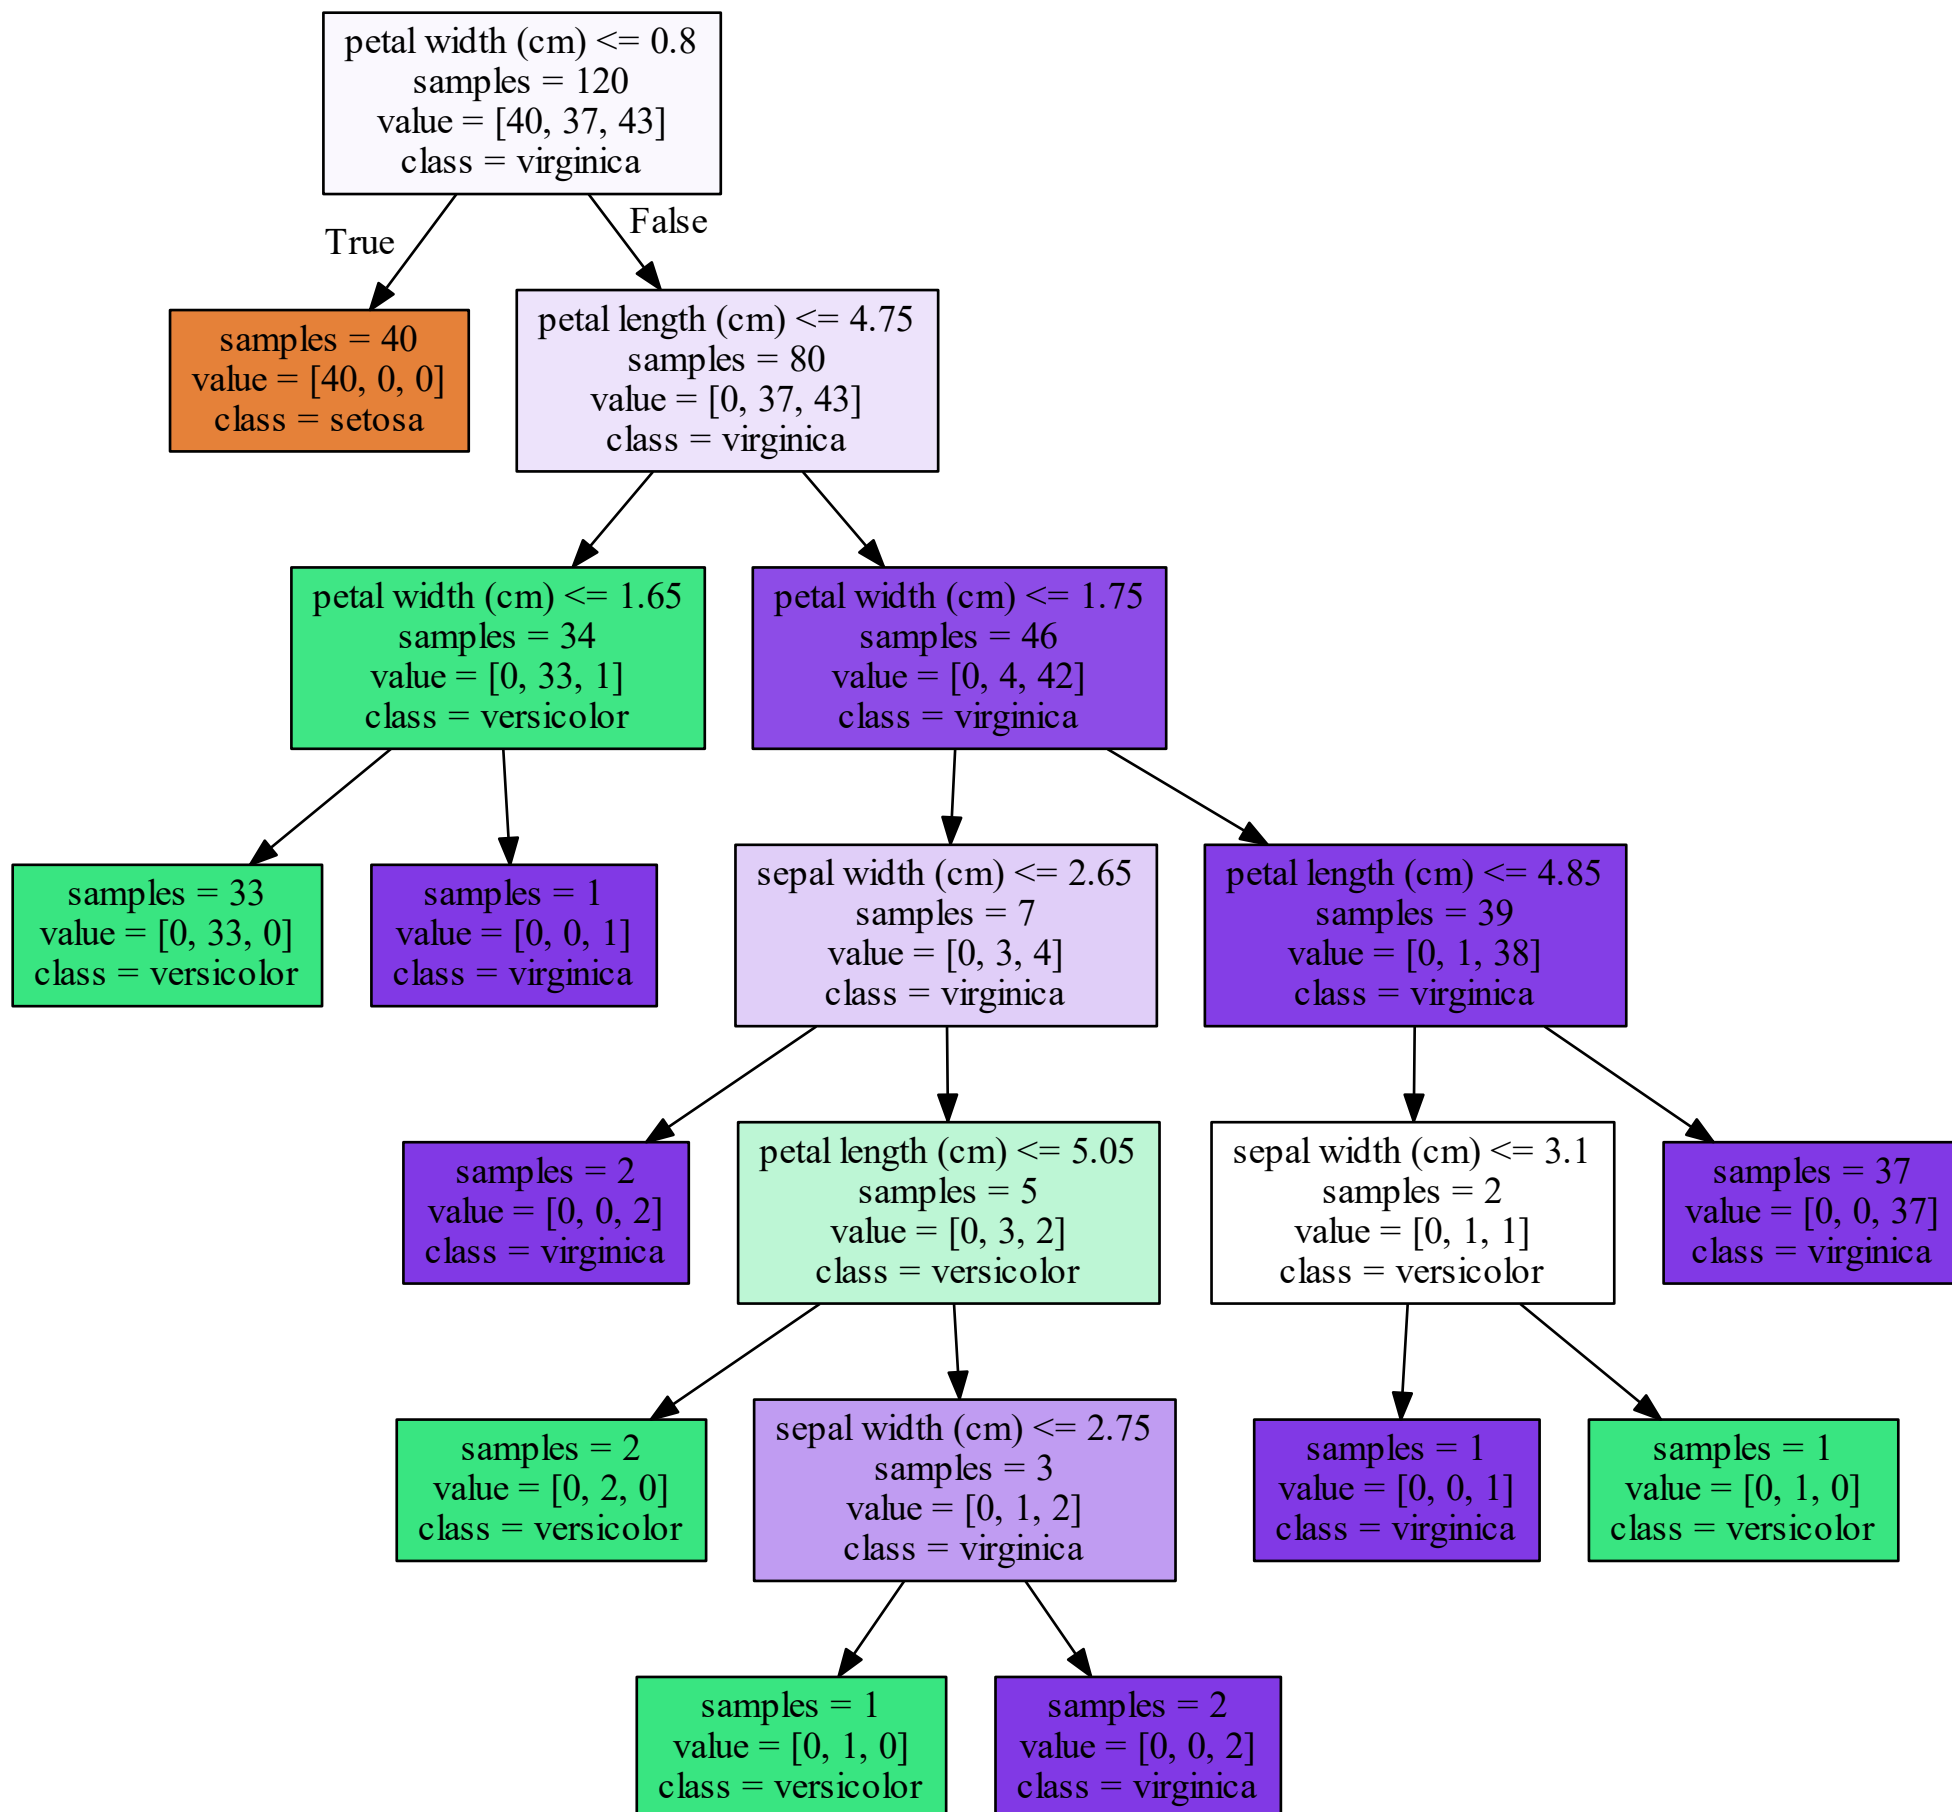 petal width (cm) <= 0.8
samples = 120
value = [40, 37, 43]
class = virginica
True
False
samples = 40
value = [40, 0, 0]
class = setosa
petal length (cm) <= 4.75
samples = 80
value = [0, 37, 43]
class = virginica
petal width (cm) <= 1.65
samples = 34
value = [0, 33, 1]
class = versicolor
petal width (cm) <= 1.75
samples = 46
value = [0, 4, 42]
class = virginica
samples = 33
value = [0, 33, 0]
class = versicolor
samples = 1
value = [0, 0, 1]
class = virginica
sepal width (cm) <= 2.65
samples = 7
value = [0, 3, 4]
class = virginica
petal length (cm) <= 4.85
samples = 39
value = [0, 1, 38]
class = virginica
samples = 2
value = [0, 0, 2]
class = virginica
petal length (cm) <= 5.05
samples = 5
value = [0, 3, 2]
class = versicolor
sepal width (cm) <= 3.1
samples = 2
value = [0, 1, 1]
class = versicolor
samples = 37
value = [0, 0, 37]
class = virginica
samples = 2
value = [0, 2, 0]
class = versicolor
sepal width (cm) <= 2.75
samples = 3
value = [0, 1, 2]
class = virginica
samples = 1
value = [0, 0, 1]
class = virginica
samples = 1
value = [0, 1, 0]
class = versicolor
samples = 1
value = [0, 1, 0]
class = versicolor
samples = 2
value = [0, 0, 2]
class = virginica